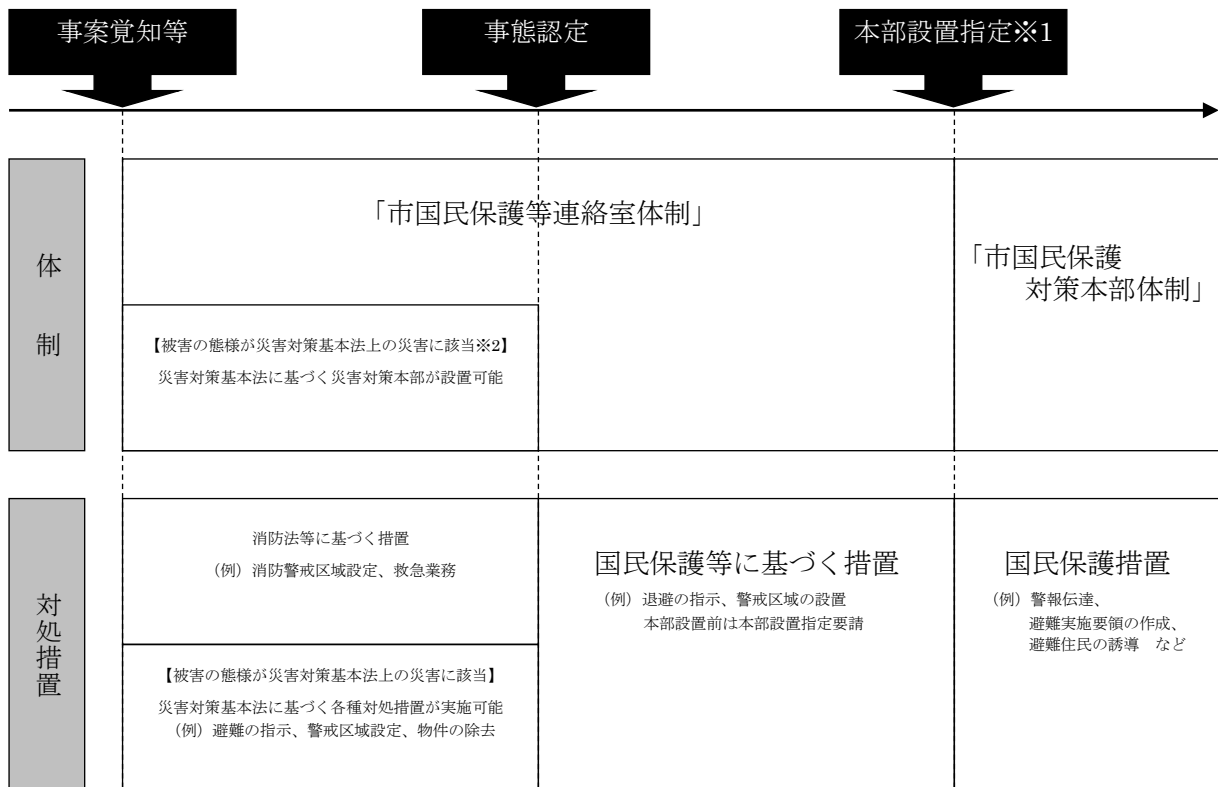 事案覚知等
事態認定
本部設置指定※1
体制
「市国民保護等連絡室体制」
【被害の態様が災害対策基本法上の災害に該当※2】
災害対策基本法に基づく災害対策本部が設置可能
「市国民保護
対策本部体制」
対処措置
消防法等に基づく措置
（例）消防警戒区域設定、救急業務
【被害の態様が災害対策基本法上の災害に該当】
災害対策基本法に基づく各種対処措置が実施可能
（例）避難の指示、警戒区域設定、物件の除去
国民保護等に基づく措置
（例）退避の指示、警戒区域の設置
本部設置前は本部設置指定要請
国民保護措置
（例）警報伝達、
避難実施要領の作成、
避難住民の誘導　など